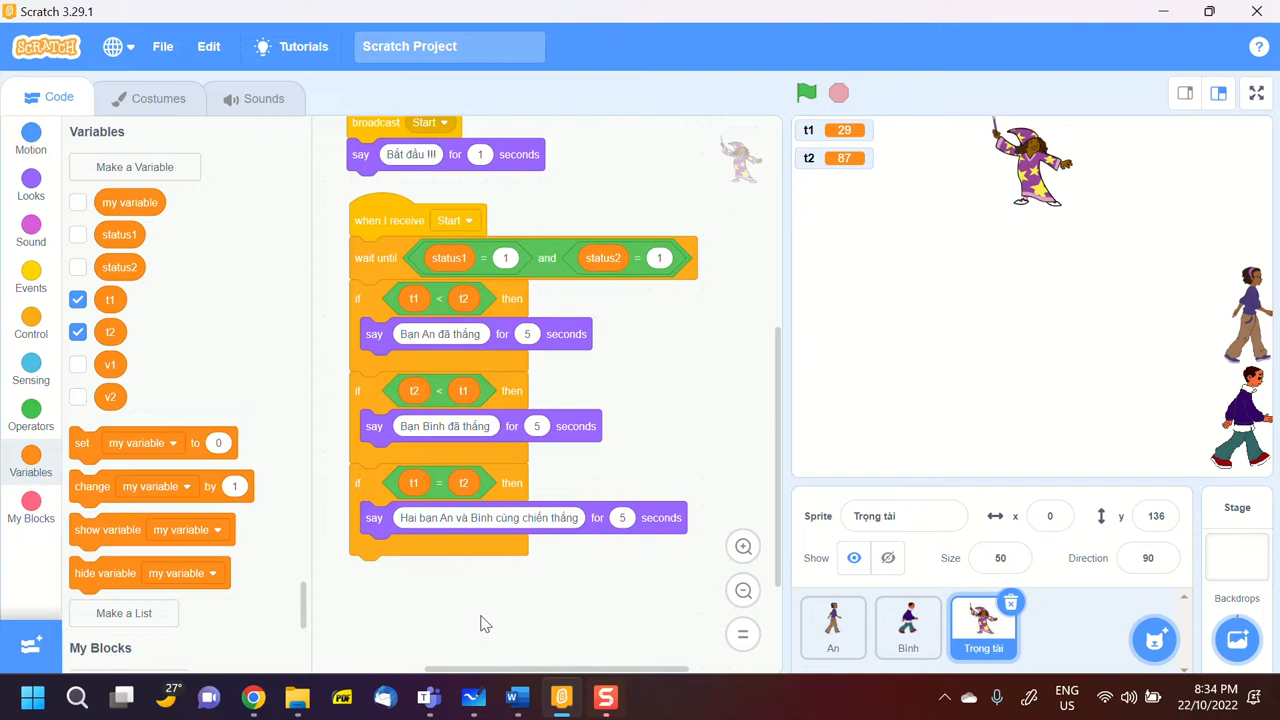 Scratch 3.29.1
SCRATCH File Edit Tutorials Scratch Project ?
Code Costumes Sounds
Motion
Looks
Sound
Events
Control
Sensing
Operators
Variables
My Blocks
Variables
Make a Variable
my variable
status1
status2
t1
t2
v1
v2
set my variable to 0
change my variable by 1
show variable my variable
hide variable my variable
Make a List
My Blocks
broadcast Start
say Bắt đầu !!! for 1 seconds
when I receive Start
wait until status1 = 1 and status2 = 1
if t1 < t2 then
say Bạn An đã thắng for 5 seconds
if t2 < t1 then
say Bạn Bình đã thắng for 5 seconds
if t1 = t2 then
say Hai bạn An và Bình cùng chiến thắng for 5 seconds
t1 29
t2 87
Sprite Trọng tài x 0 y 136
Show Size 50 Direction 90
An
Bình
Trọng tài
Stage
Backdrops
27°
PDF
S
ENG
US
8:34 PM
22/10/2022